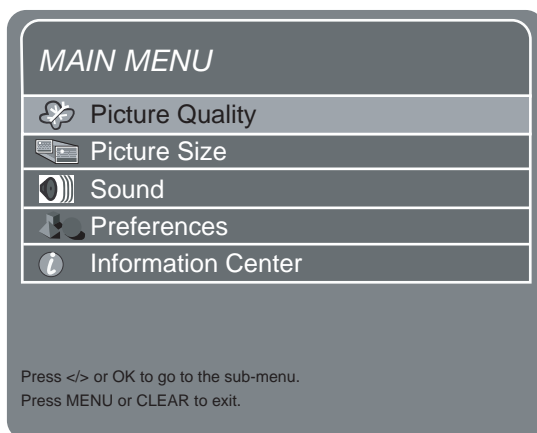 MAIN MENU
Picture Quality
Picture Size
Sound
Preferences
Information Center
Press </> or OK to go to the sub-menu.
Press MENU or CLEAR to exit.